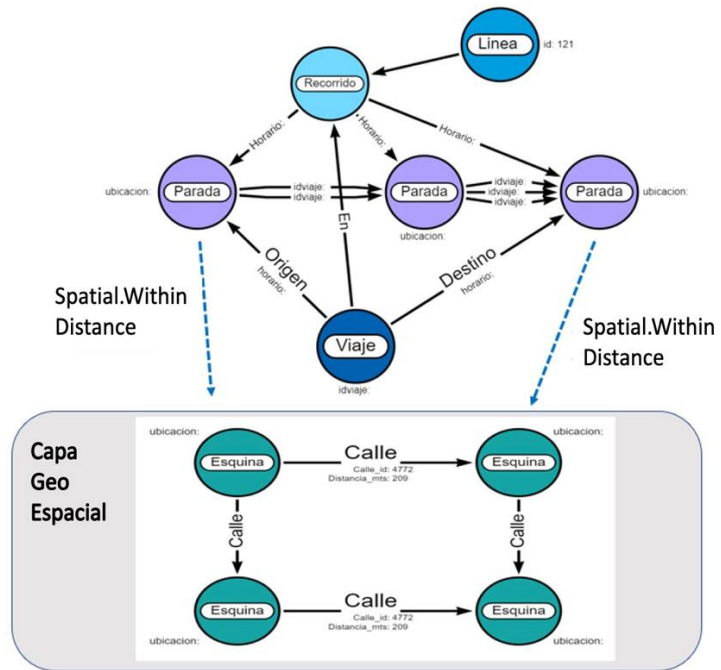 Linea
id: 121
Recorrido
Horario:
Horario:
Horario:
ubicacion:
Parada
idviaje:
idviaje:
Parada
ubicacion:
idviaje:
idviaje:
idviaje:
Parada
ubicacion:
En
Origen
horario:
Destino
horario:
Spatial.Within
Distance
Spatial.Within
Distance
Viaje
idviaje:
Capa
Geo
Espacial
ubicacion:
Esquina
Calle
Calle_id: 4772
Distancia_mts: 209
ubicacion:
Esquina
Calle
Calle
Esquina
ubicacion:
Calle
Calle_id: 4772
Distancia_mts: 209
Esquina
ubicacion: